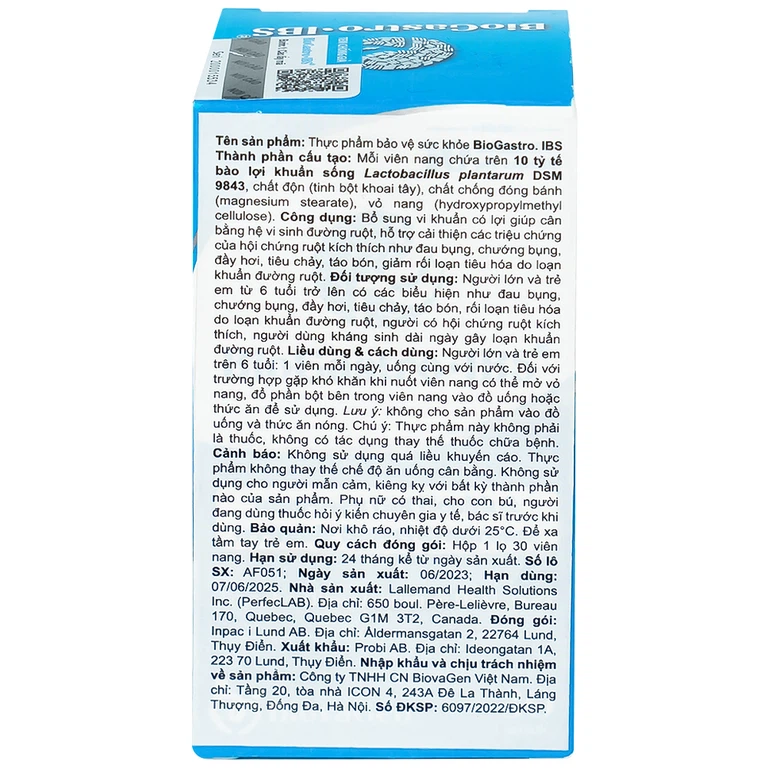 BioGastro.IBS
Tên sản phẩm: Thực phẩm bảo vệ sức khỏe BioGastro. IBS
Thành phần cấu tạo: Mỗi viên nang chứa trên 10 tỷ tế
bào lợi khuẩn sống Lactobacillus plantarum DSM
9843, chất độn (tinh bột khoai tây), chất chống đóng bánh
(magnesium stearate), vỏ nang (hydroxypropylmethyl
cellulose). Công dụng: Bổ sung vi khuẩn có lợi giúp cân
bằng hệ vi sinh đường ruột, hỗ trợ cải thiện các triệu chứng
của hội chứng ruột kích thích như đau bụng, chướng bụng,
đầy hơi, tiêu chảy, táo bón, giảm rối loạn tiêu hóa do loạn
khuẩn đường ruột. Đối tượng sử dụng: Người lớn và trẻ
em từ 6 tuổi trở lên có các biểu hiện như đau bụng,
chướng bụng, đầy hơi, tiêu chảy, táo bón, rối loạn tiêu hóa
do loạn khuẩn đường ruột, người có hội chứng ruột kích
thích, người dùng kháng sinh dài ngày gây loạn khuẩn
đường ruột. Liều dùng & cách dùng: Người lớn và trẻ em
trên 6 tuổi: 1 viên mỗi ngày, uống cùng với nước. Đối với
trường hợp gặp khó khăn khi nuốt viên nang có thể mở vỏ
nang, đổ phần bột bên trong viên nang vào đồ uống hoặc
thức ăn để sử dụng. Lưu ý: không cho sản phẩm vào đồ
uống và thức ăn nóng. Chú ý: Thực phẩm này không phải
là thuốc, không có tác dụng thay thế thuốc chữa bệnh.
Cảnh báo: Không sử dụng quá liều khuyến cáo. Thực
phẩm không thay thế chế độ ăn uống cân bằng. Không sử
dụng cho người mẫn cảm, kiêng kỵ với bất kỳ thành phần
nào của sản phẩm. Phụ nữ có thai, cho con bú, người
đang dùng thuốc hỏi ý kiến chuyên gia y tế, bác sĩ trước khi
dùng. Bảo quản: Nơi khô ráo, nhiệt độ dưới 25°C. Để xa
tầm tay trẻ em. Quy cách đóng gói: Hộp 1 lọ 30 viên
nang. Hạn sử dụng: 24 tháng kể từ ngày sản xuất. Số lô
SX: AF051; Ngày sản xuất: 06/2023; Hạn dùng:
07/06/2025. Nhà sản xuất: Lallemand Health Solutions
Inc. (PerfecLAB). Địa chỉ: 650 boul. Père-Lelièvre, Bureau
170, Quebec, Quebec G1M 3T2, Canada. Đóng gói:
Inpac i Lund AB. Địa chỉ: Åldermansgatan 2, 22764 Lund,
Thụy Điển. Xuất khẩu: Probi AB. Địa chỉ: Ideongatan 1A,
223 70 Lund, Thụy Điển. Nhập khẩu và chịu trách nhiệm
về sản phẩm: Công ty TNHH CN BiovaGen Việt Nam. Địa
chỉ: Tầng 20, tòa nhà ICON 4, 243A Đê La Thành, Láng
Thượng, Đống Đa, Hà Nội. Số ĐKSP: 6097/2022/ĐKSP.